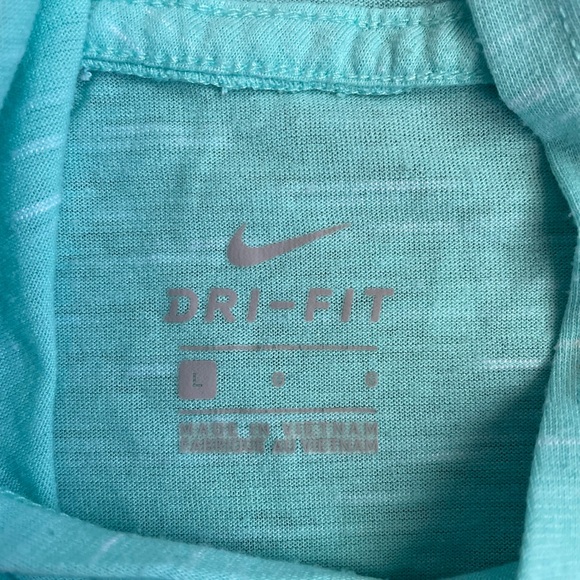 DRI-FIT
L
MADE IN VIETNAM
FABRIQUÉ AU VIETNAM